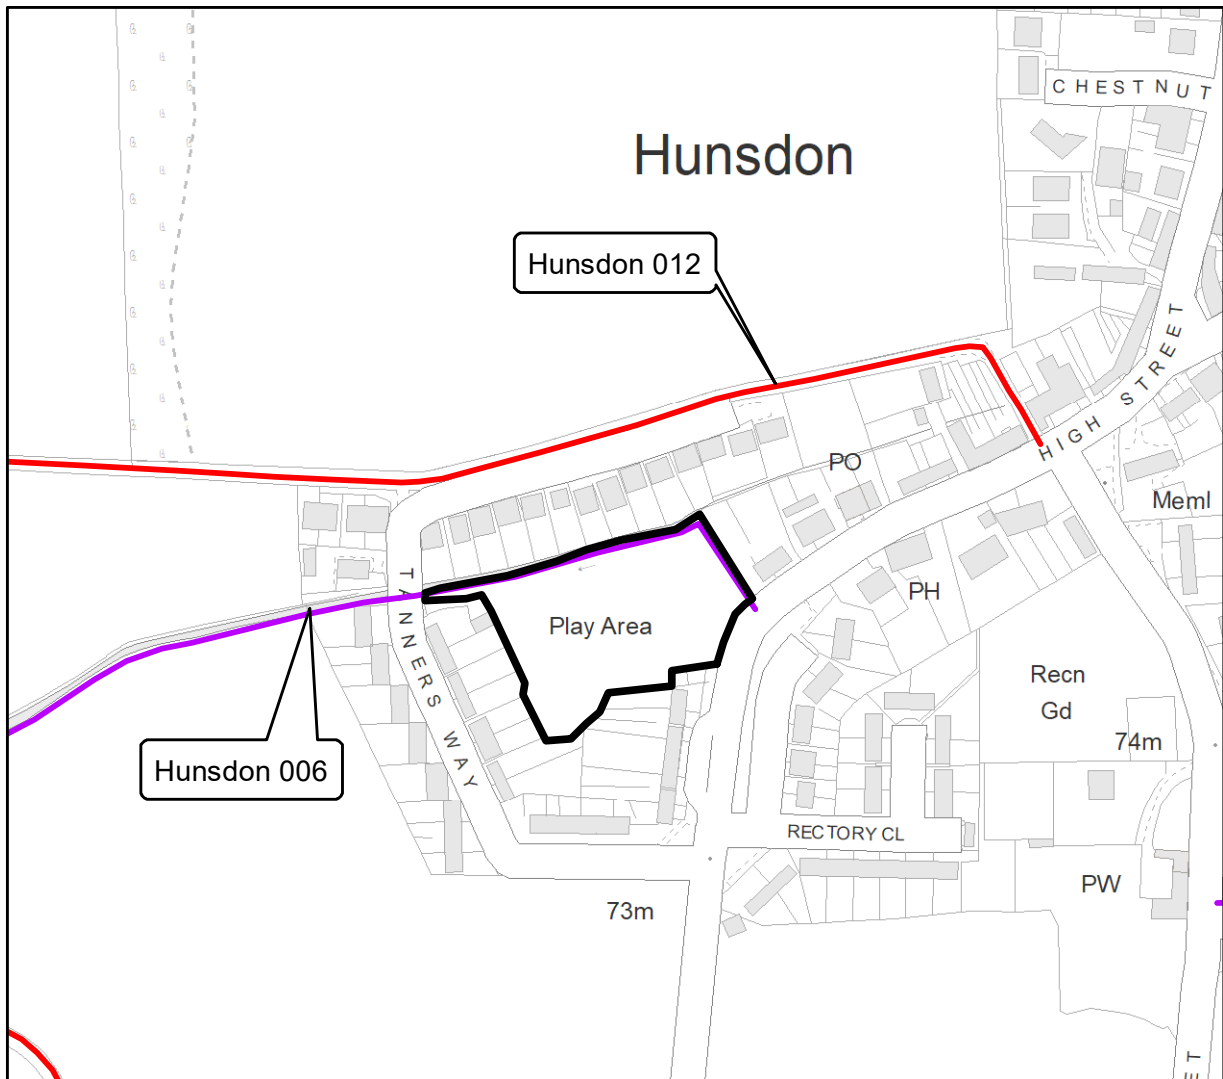 CHESTNUT
Hunsdon
Hunsdon 012
HIGH STREET
PO
Meml
TANNERS WAY
PH
Play Area
Recn
Gd
74m
Hunsdon 006
RECTORY CL
PW
73m
ET